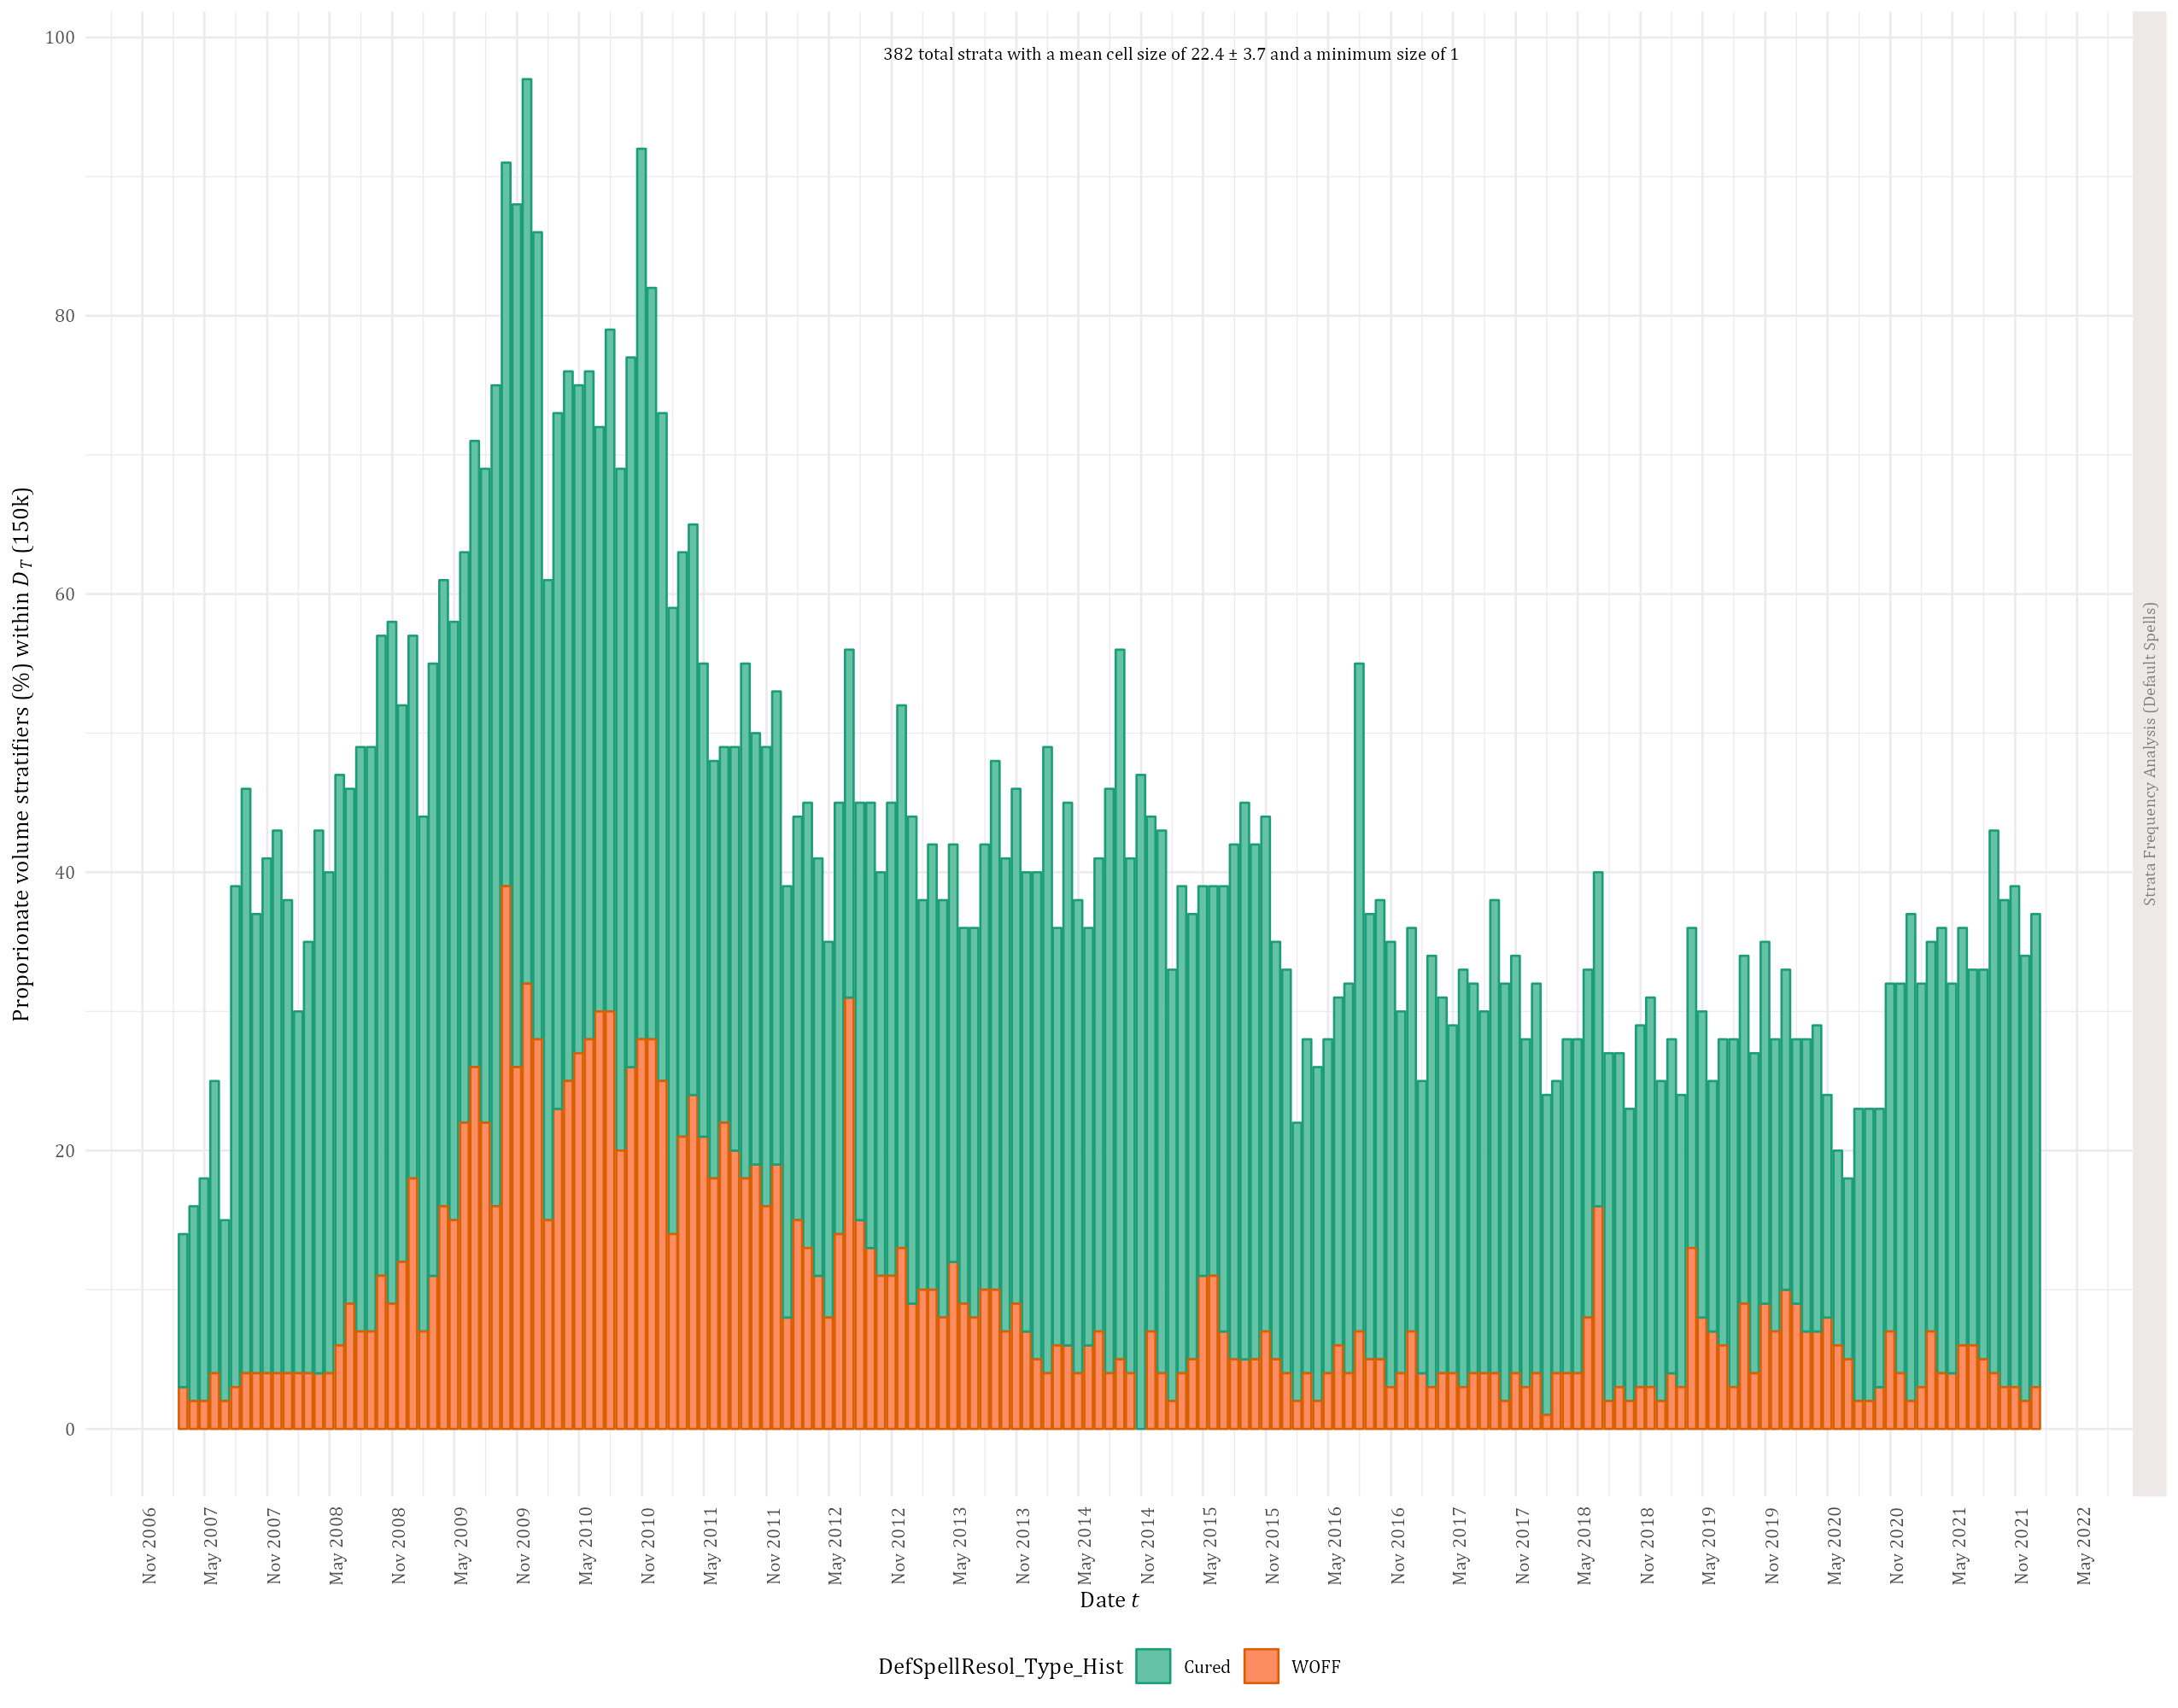 382 total strata with a mean cell size of 22.4 ± 3.7 and a minimum size of 1
100
80
60
40
20
0
Proporionate volume stratifiers (%) within D_T (150k)
Strata Frequency Analysis (Default Spells)
Nov 2006
May 2007
Nov 2007
May 2008
Nov 2008
May 2009
Nov 2009
May 2010
Nov 2010
May 2011
Nov 2011
May 2012
Nov 2012
May 2013
Nov 2013
May 2014
Nov 2014
May 2015
Nov 2015
May 2016
Nov 2016
May 2017
Nov 2017
May 2018
Nov 2018
May 2019
Nov 2019
May 2020
Nov 2020
May 2021
Nov 2021
May 2022
Date t
DefSpellResol_Type_Hist Cured WOFF